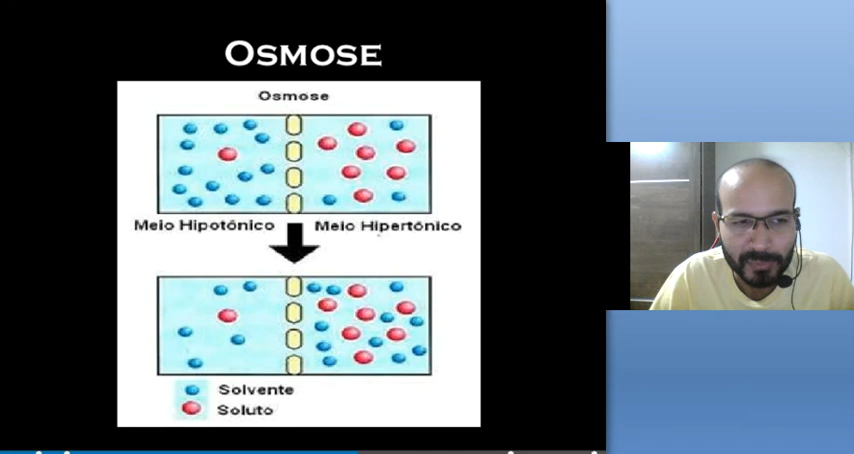 OSMOSE
Osmose
Meio Hipotônico
Meio Hipertônico
Solvente
Soluto